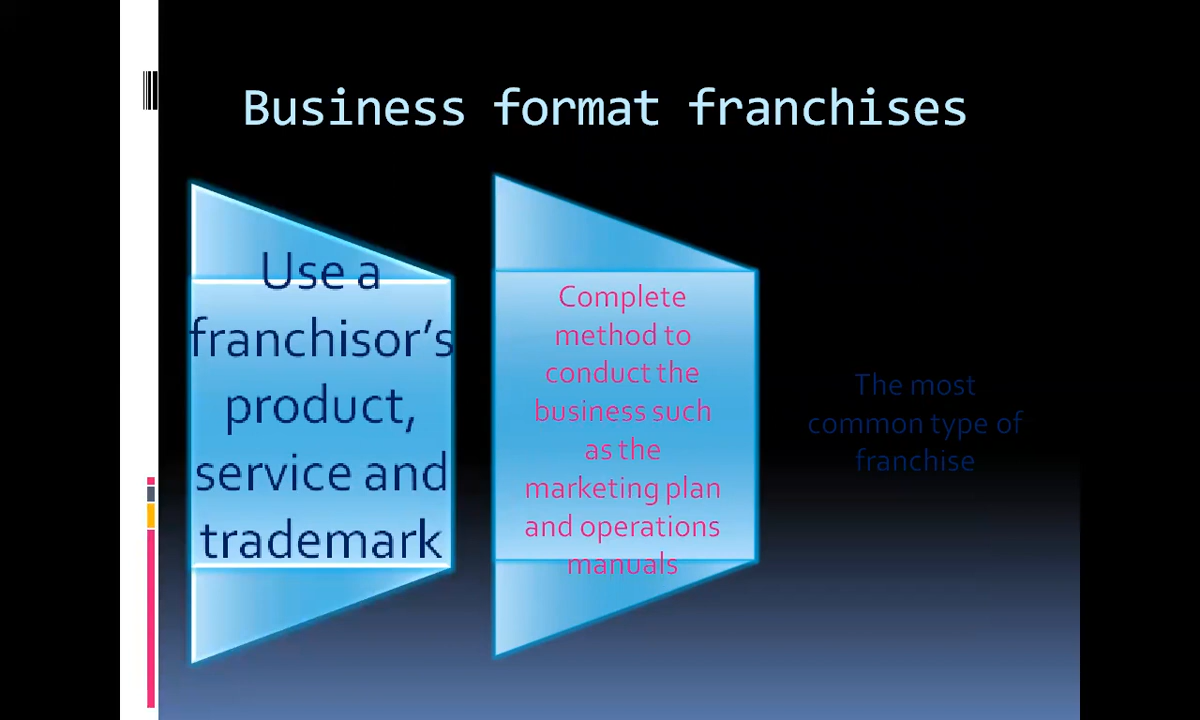 Business format franchises
Use a
franchisor’s
product,
service and
trademark
Complete
method to
conduct the
business such
as the
marketing plan
and operations
manuals
The most
common type of
franchise